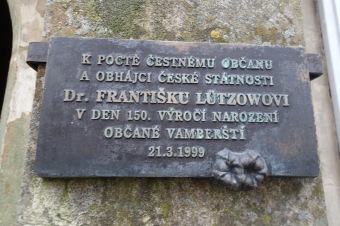 K POCTĚ ČESTNÉMU OBČANU
A OBHÁJCI ČESKÉ STÁTNOSTI
Dr. FRANTIŠKU LÜTZOWOVI
V DEN 150. VÝROČÍ NAROZENÍ
OBČANÉ VAMBERŠTÍ
21.3.1999